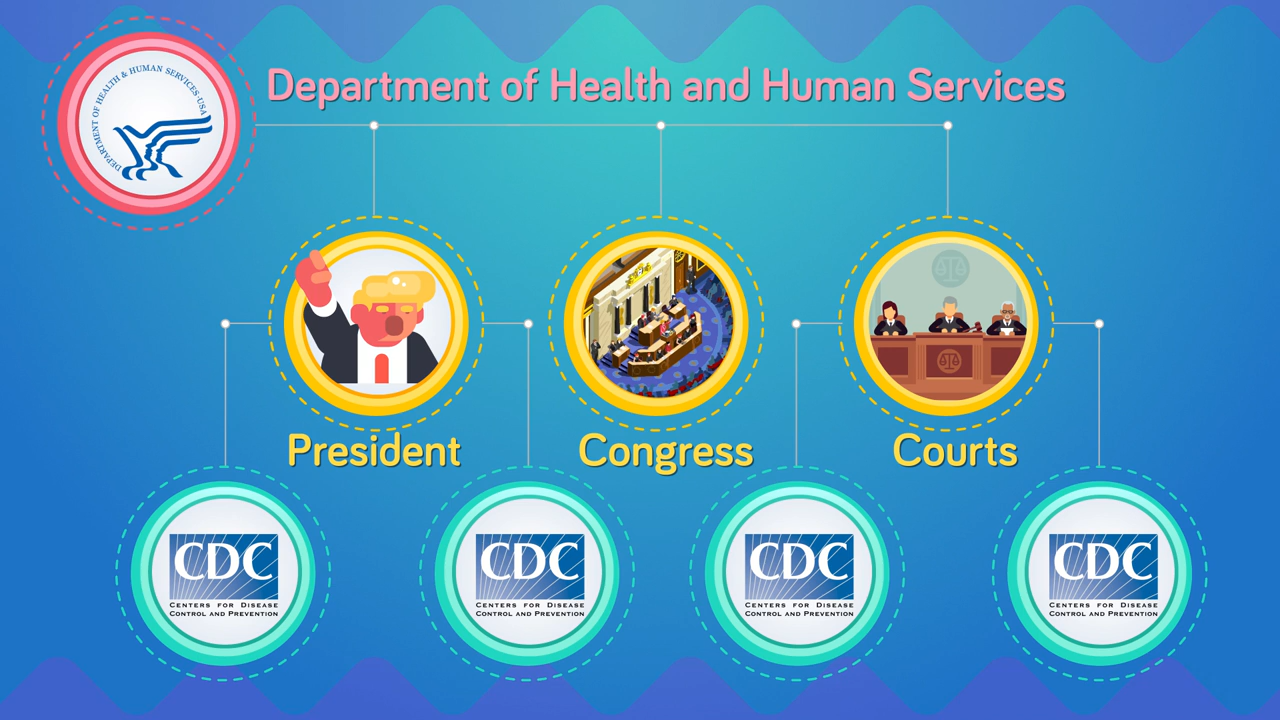 DEPARTMENT OF HEALTH & HUMAN SERVICES·USA
Department of Health and Human Services
President
Congress
Courts
CDC
CENTERS FOR DISEASE
CONTROL AND PREVENTION
CDC
CENTERS FOR DISEASE
CONTROL AND PREVENTION
CDC
CENTERS FOR DISEASE
CONTROL AND PREVENTION
CDC
CENTERS FOR DISEASE
CONTROL AND PREVENTION